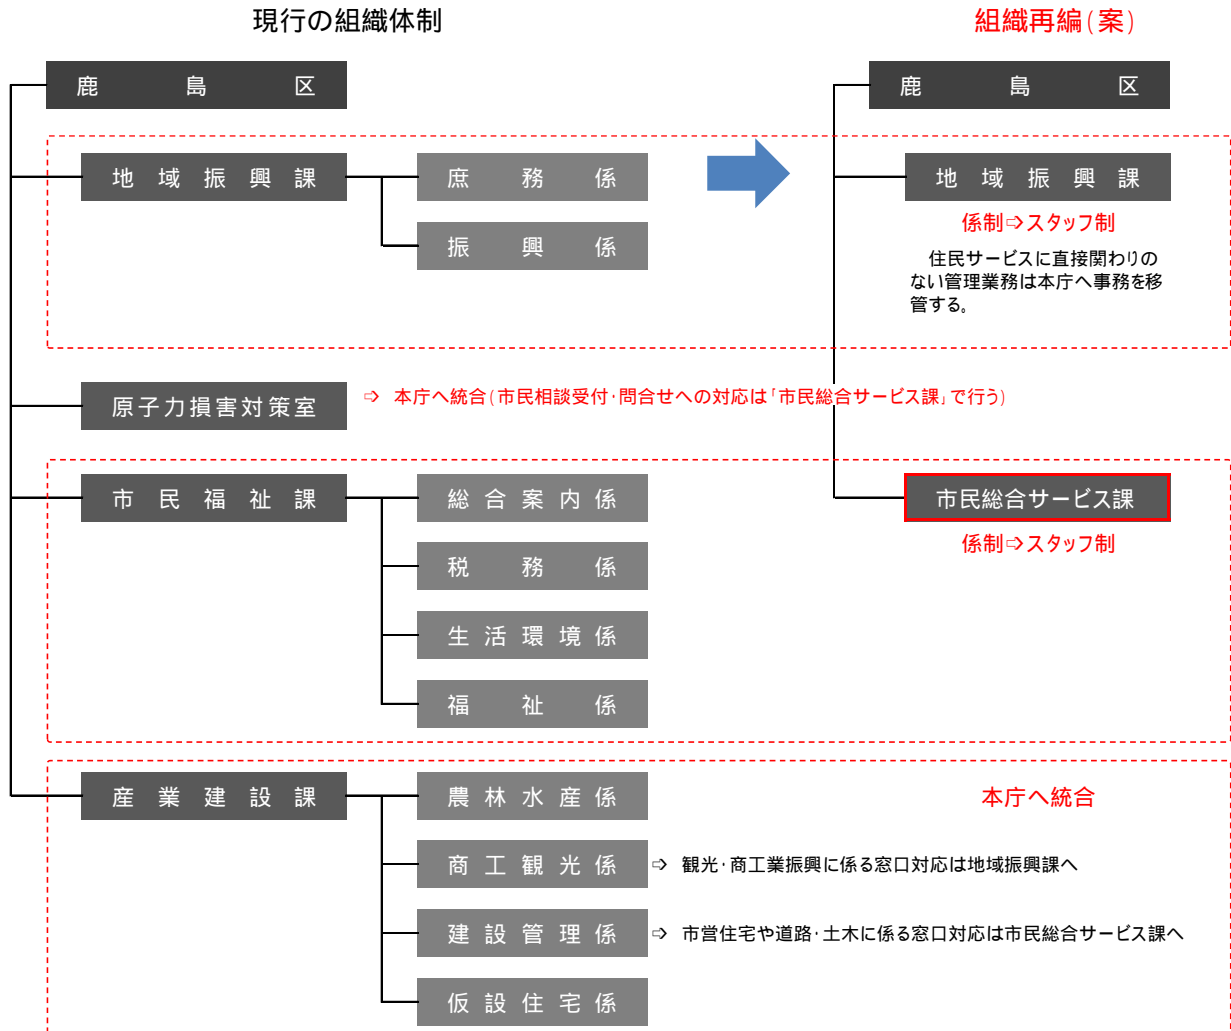 現行の組織体制
組織再編(案)
鹿島区
鹿島区
地域振興課
庶務係
地域振興課
振興係
係制⇨スタッフ制
住民サービスに直接関わりの
ない管理業務は本庁へ事務を移
管する。
原子力損害対策室
⇨ 本庁へ統合(市民相談受付・問合せへの対応は「市民総合サービス課」で行う)
市民福祉課
総合案内係
市民総合サービス課
係制⇨スタッフ制
税務係
生活環境係
福祉係
産業建設課
農林水産係
本庁へ統合
商工観光係
⇨ 観光・商工業振興に係る窓口対応は地域振興課へ
建設管理係
⇨ 市営住宅や道路・土木に係る窓口対応は市民総合サービス課へ
仮設住宅係